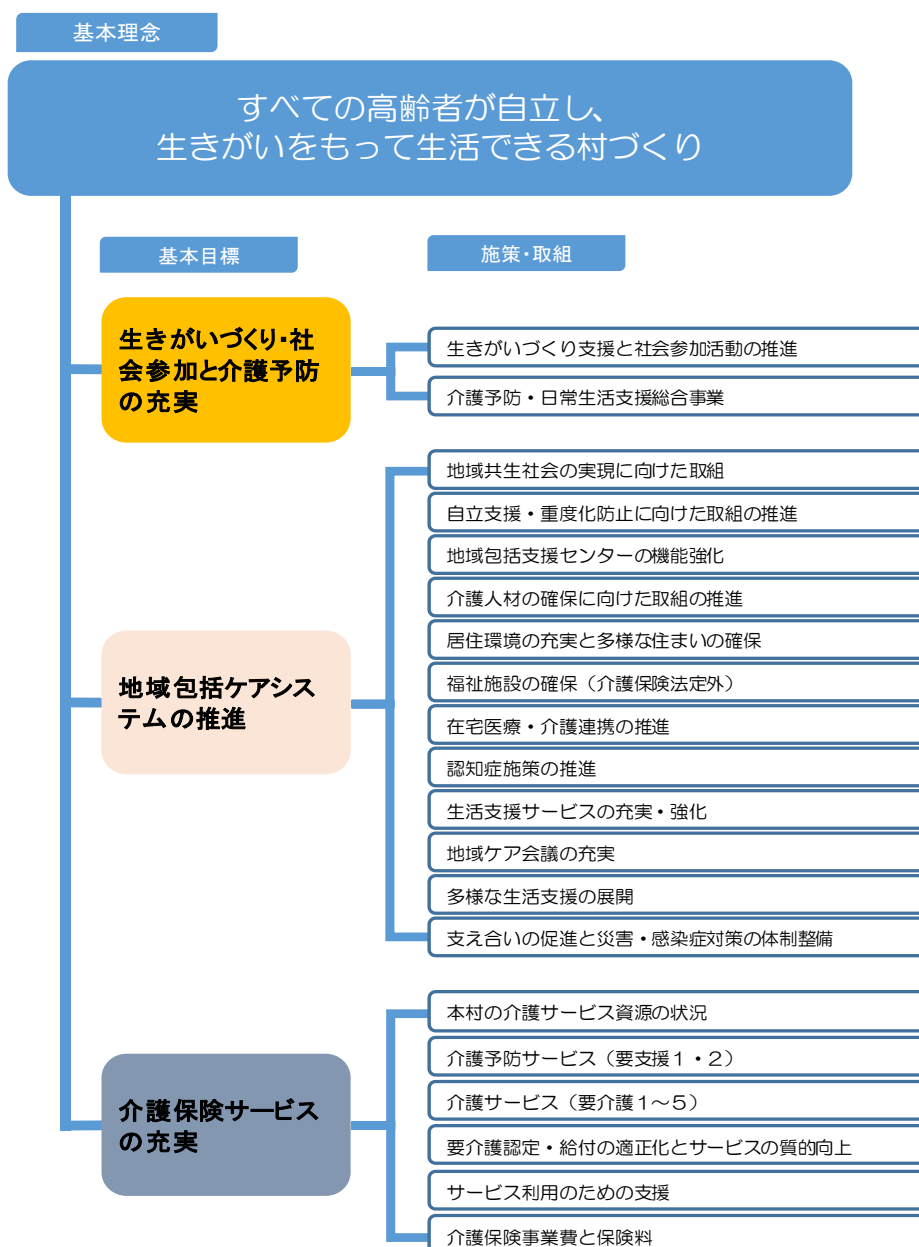 基本理念
すべての高齢者が自立し、
生きがいをもって生活できる村づくり
基本目標
施策・取組
生きがいづくり・社
会参加と介護予防
の充実
生きがいづくり支援と社会参加活動の推進
介護予防・日常生活支援総合事業
地域包括ケアシス
テムの推進
地域共生社会の実現に向けた取組
自立支援・重度化防止に向けた取組の推進
地域包括支援センターの機能強化
介護人材の確保に向けた取組の推進
居住環境の充実と多様な住まいの確保
福祉施設の確保（介護保険法定外）
在宅医療・介護連携の推進
認知症施策の推進
生活支援サービスの充実・強化
地域ケア会議の充実
多様な生活支援の展開
支え合いの促進と災害・感染症対策の体制整備
介護保険サービス
の充実
本村の介護サービス資源の状況
介護予防サービス（要支援１・２）
介護サービス（要介護１～５）
要介護認定・給付の適正化とサービスの質的向上
サービス利用のための支援
介護保険事業費と保険料